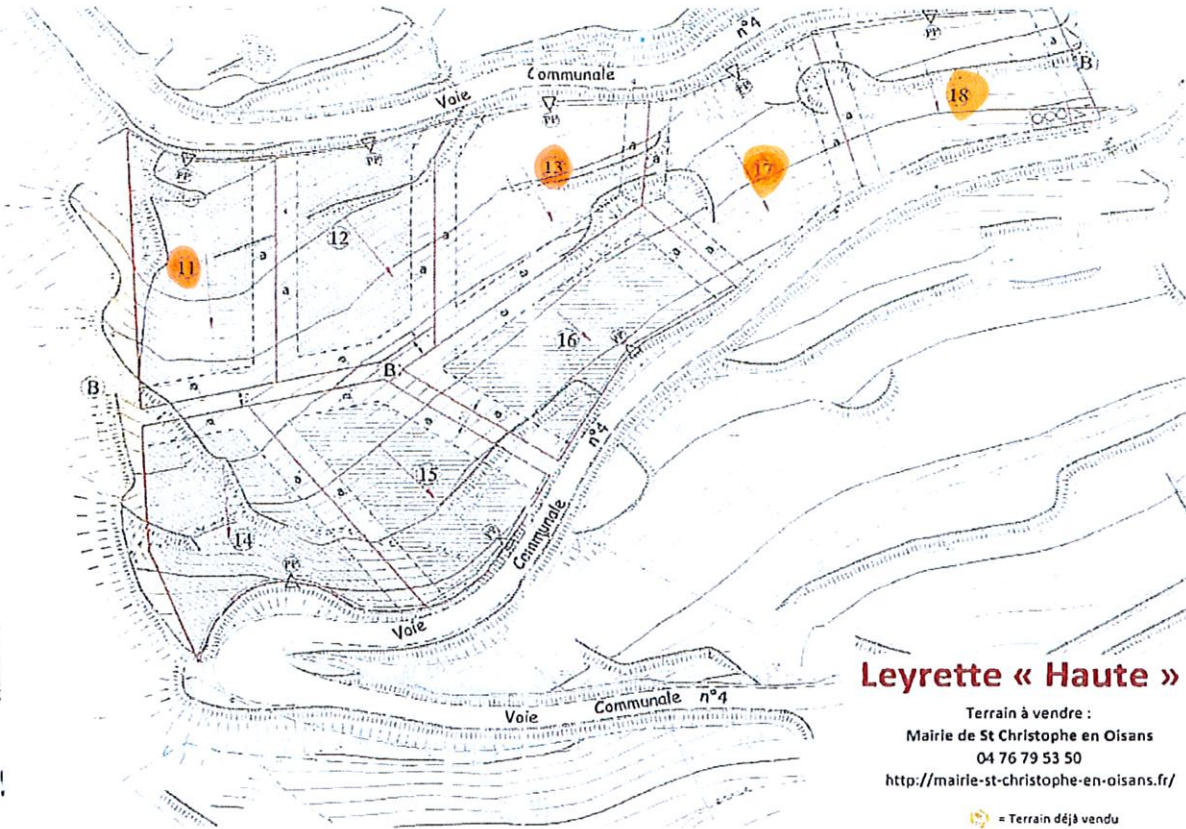 n°4
Communale
Voie
B
PP
PP
PP
PP
PP
18
13
17
11
12
a
a
a
a
a
a
a
a
a
a
16
PP
B
B
a
a
15
n°4
a
a
14
PP
PP
Communale
Voie
Voie Communale n°4
Leyrette « Haute »
Terrain à vendre :
Mairie de St Christophe en Oisans
04 76 79 53 50
http://mairie-st-christophe-en-oisans.fr/
= Terrain déjà vendu
!